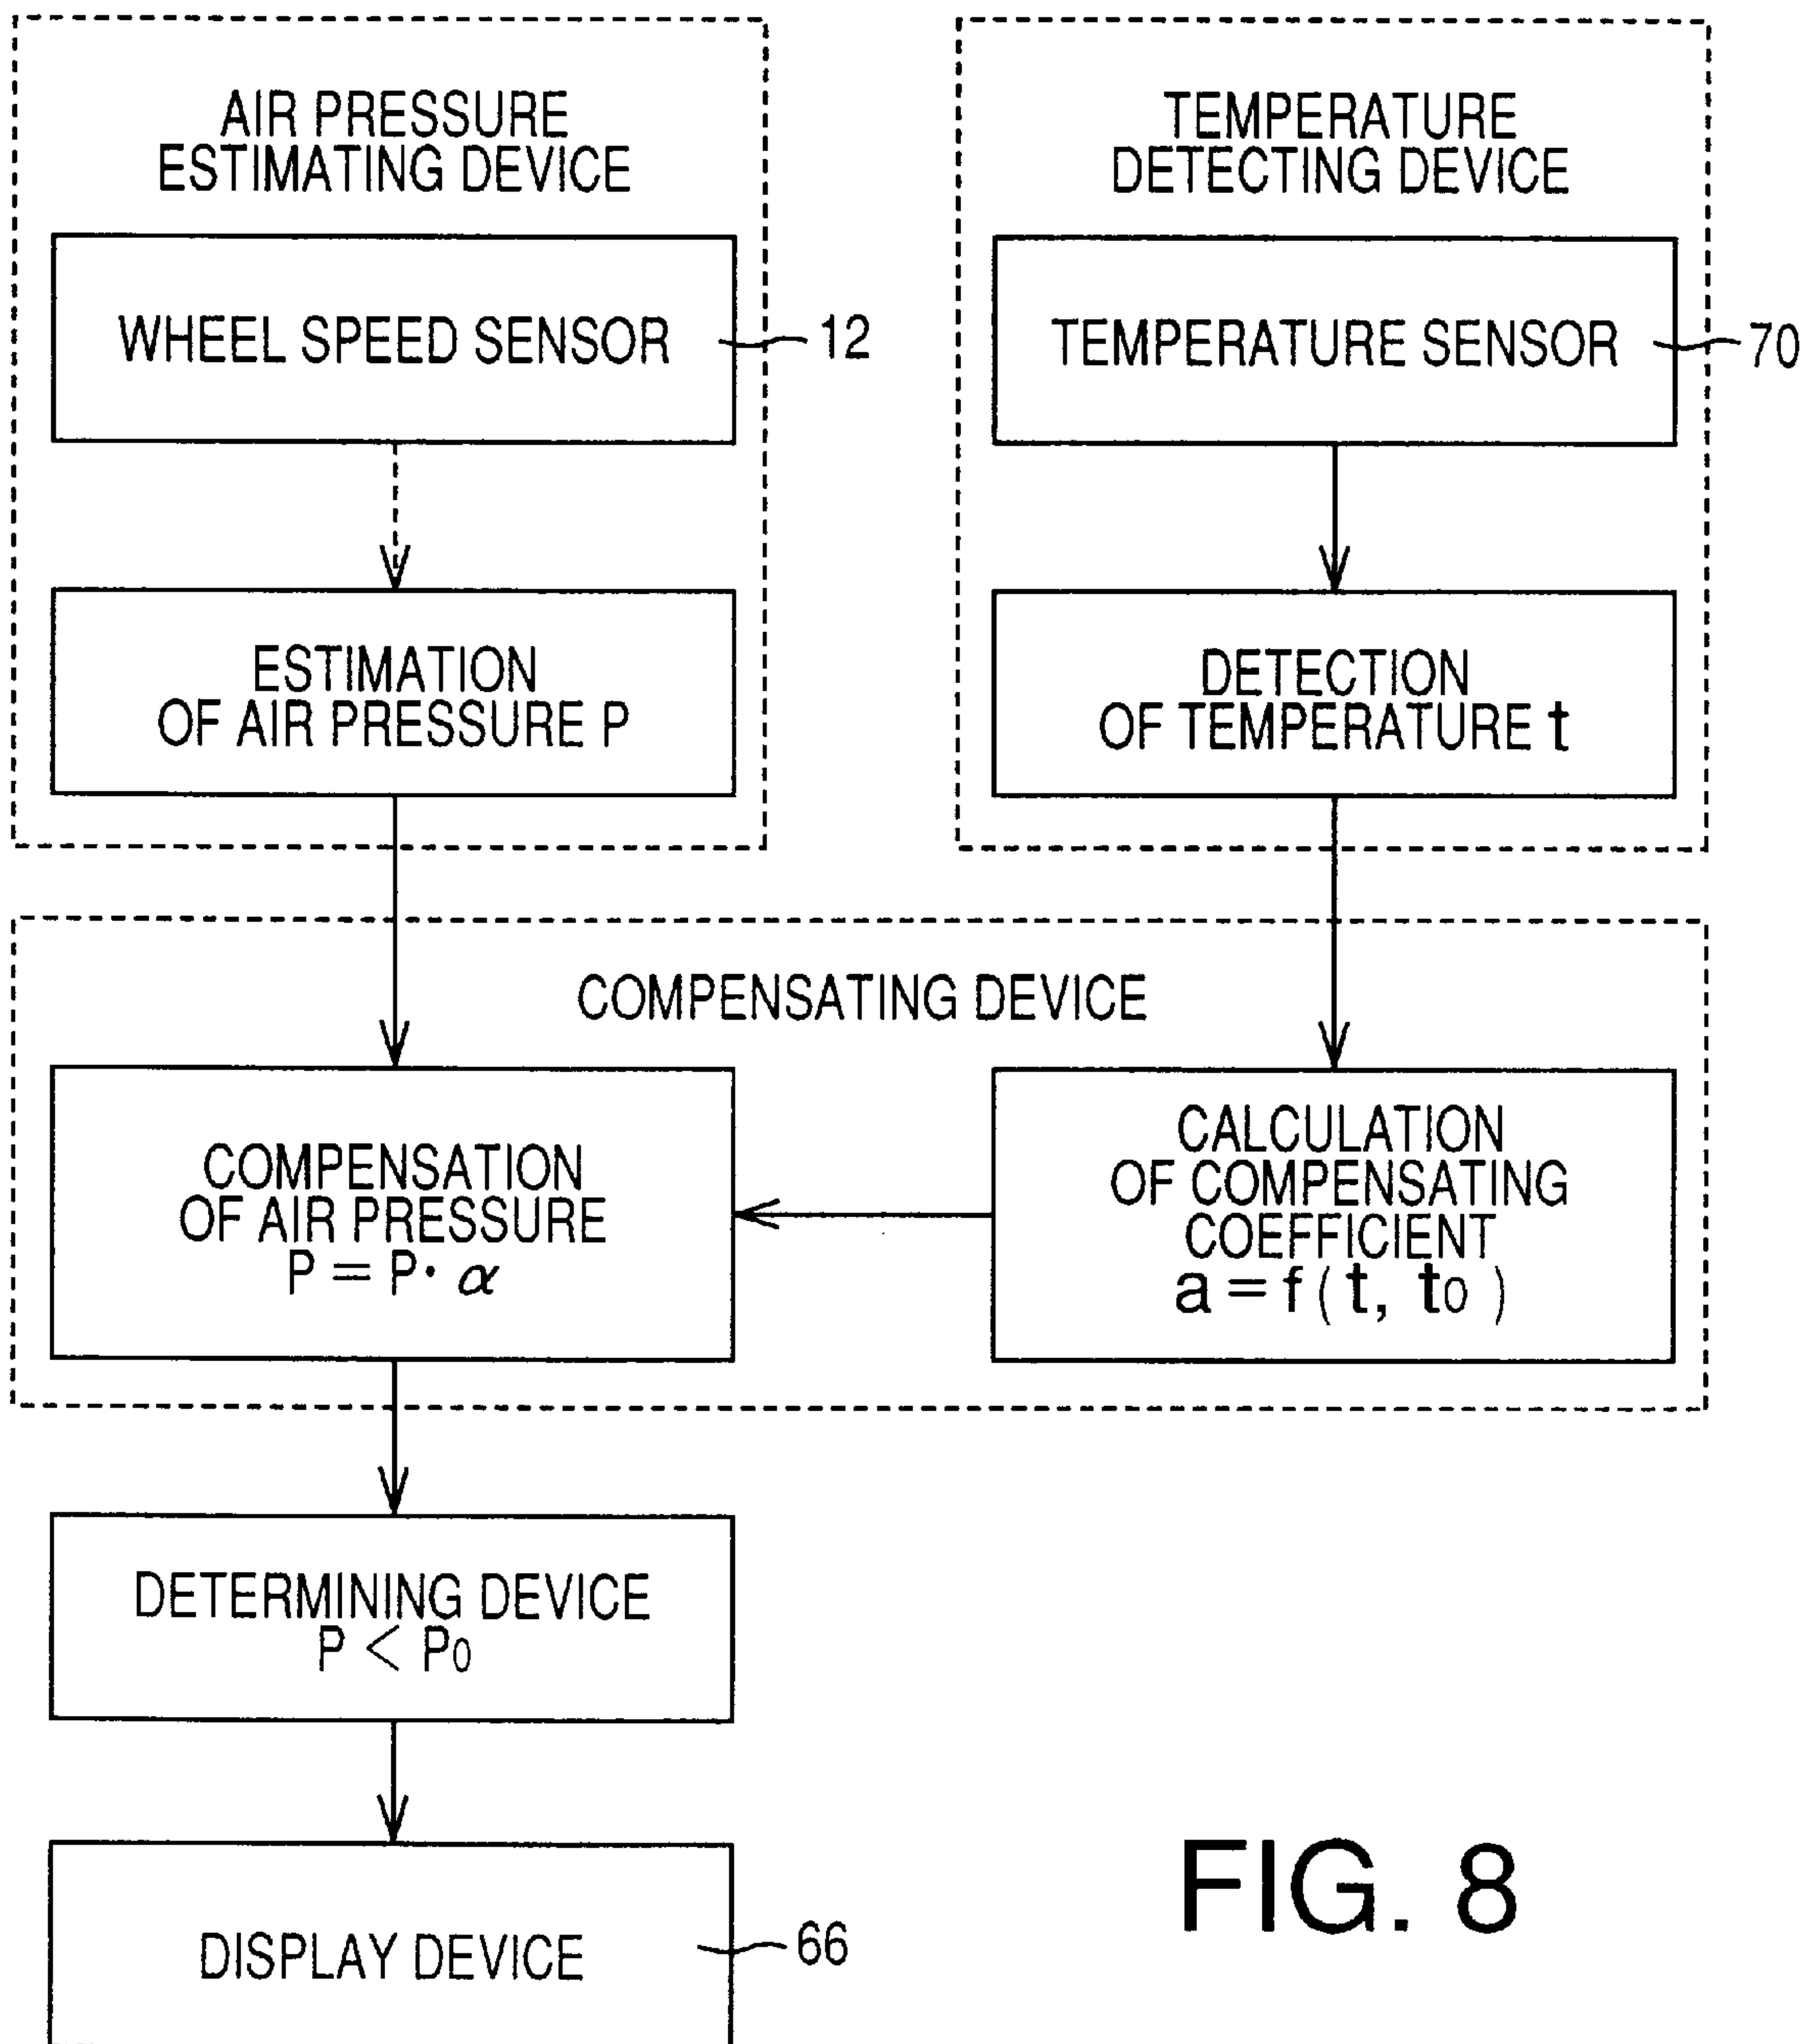 AIR PRESSURE
ESTIMATING DEVICE
WHEEL SPEED SENSOR
12
ESTIMATION
OF AIR PRESSURE P
TEMPERATURE
DETECTING DEVICE
TEMPERATURE SENSOR
70
DETECTION
OF TEMPERATURE t
COMPENSATING DEVICE
COMPENSATION
OF AIR PRESSURE
P = P · α
CALCULATION
OF COMPENSATING
COEFFICIENT
a = f ( t, t0 )
DETERMINING DEVICE
P < P0
DISPLAY DEVICE
66
FIG. 8